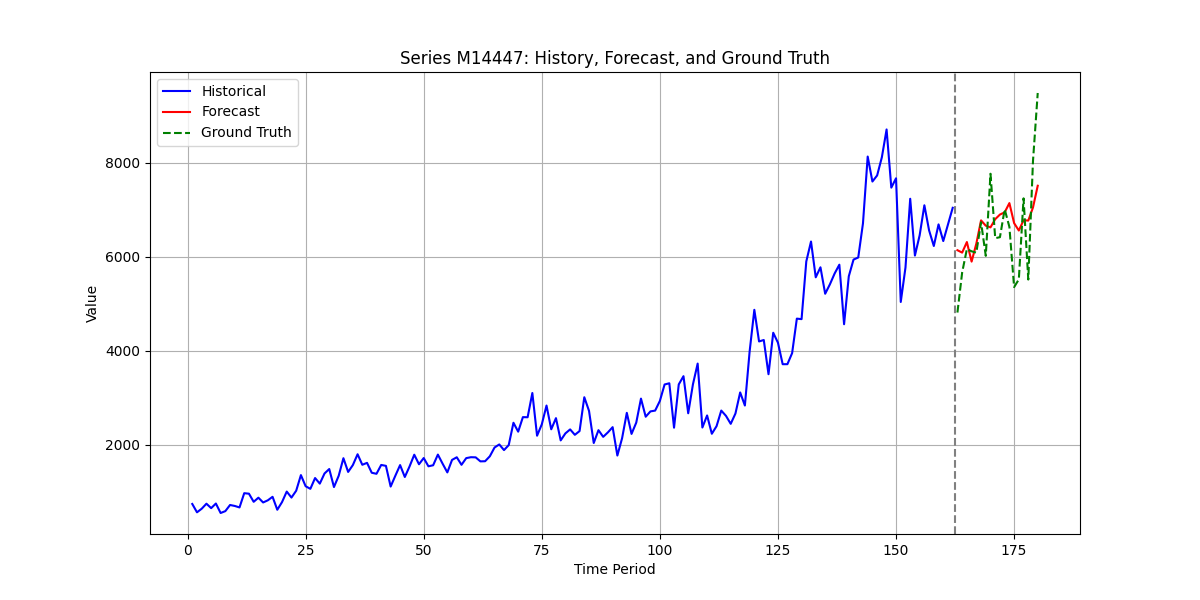 Series M14447: History, Forecast, and Ground Truth
Historical
Forecast
Ground Truth
8000
6000
4000
2000
Value
0 25 50 75 100 125 150 175
Time Period